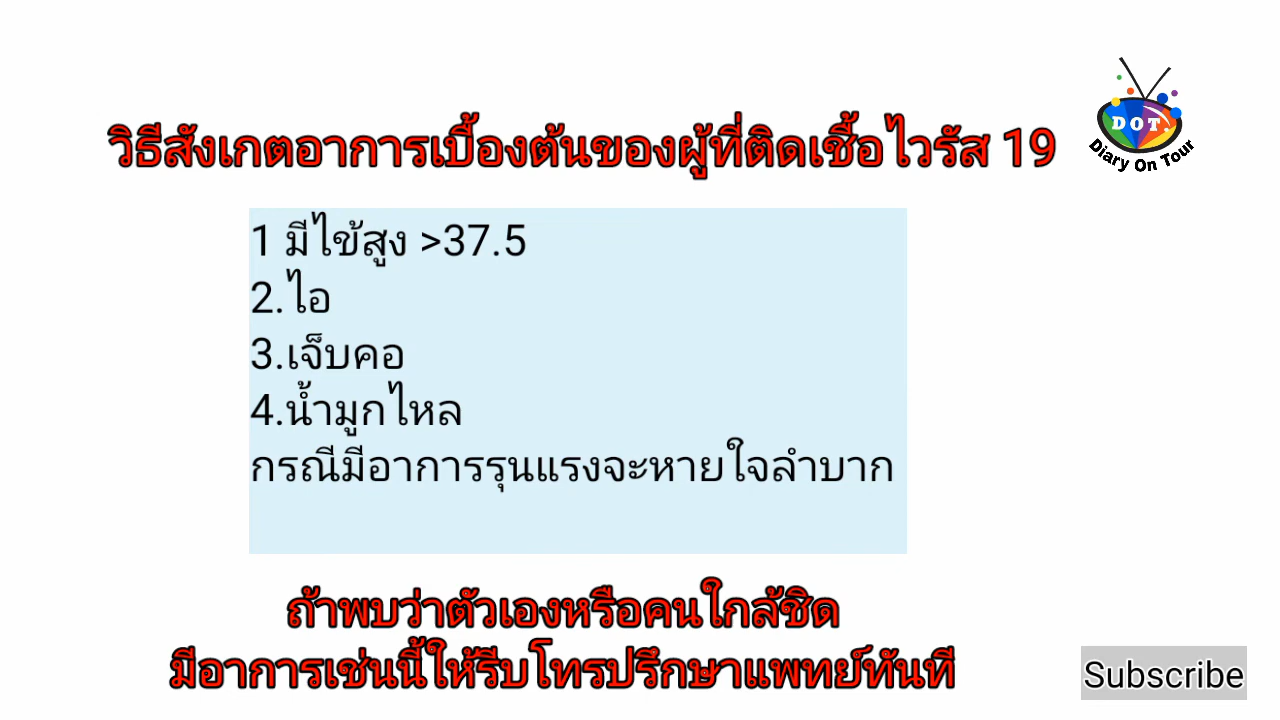 วิธีสังเกตอาการเบื้องต้นของผู้ที่ติดเชื้อไวรัส 19
DOT.
Diary On Tour
1 มีไข้สูง >37.5
2.ไอ
3.เจ็บคอ
4.น้ำมูกไหล
กรณีมีอาการรุนแรงจะหายใจลำบาก
ถ้าพบว่าตัวเองหรือคนใกล้ชิด
มีอาการเช่นนี้ให้รีบโทรปรึกษาแพทย์ทันที
Subscribe